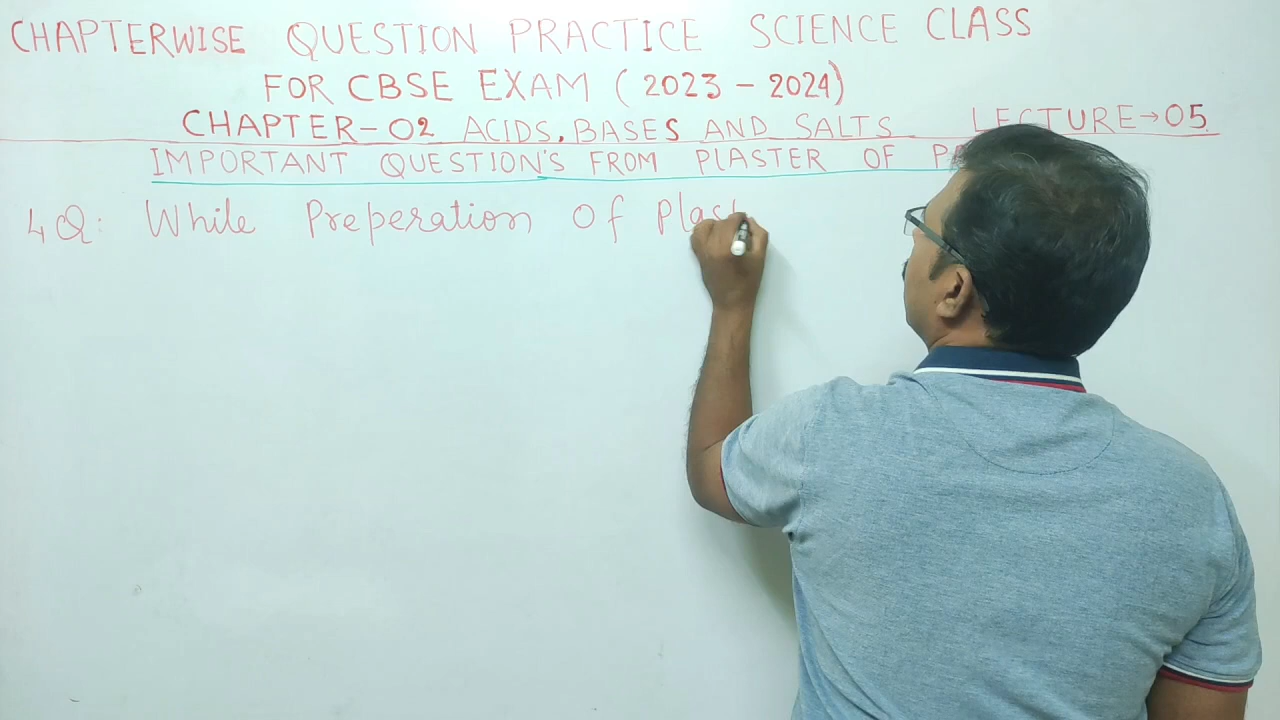 CHAPTERWISE QUESTION PRACTICE SCIENCE CLASS
FOR CBSE EXAM (2023-2024)
CHAPTER-02 ACIDS, BASES AND SALTS LECTURE→05
IMPORTANT QUESTION'S FROM PLASTER OF
4Q: While Preperation Of Plast